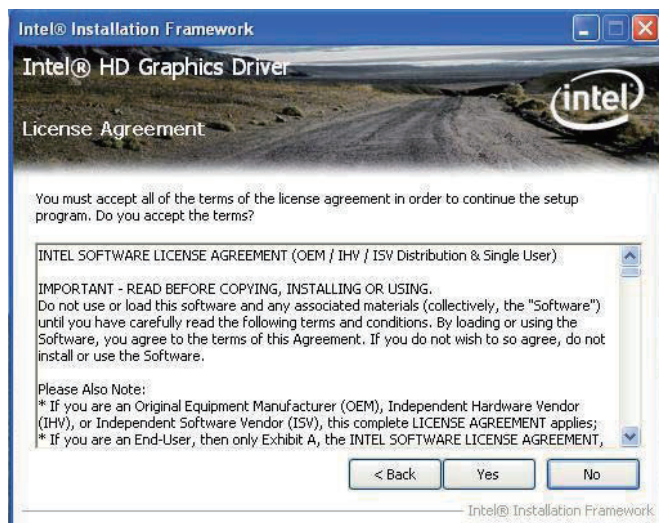 Intel® Installation Framework
Intel® HD Graphics Driver
intel
License Agreement
You must accept all of the terms of the license agreement in order to continue the setup
program. Do you accept the terms?
INTEL SOFTWARE LICENSE AGREEMENT (OEM / IHV / ISV Distribution & Single User)
IMPORTANT - READ BEFORE COPYING, INSTALLING OR USING.
Do not use or load this software and any associated materials (collectively, the "Software")
until you have carefully read the following terms and conditions. By loading or using the
Software, you agree to the terms of this Agreement. If you do not wish to so agree, do not
install or use the Software.
Please Also Note:
* If you are an Original Equipment Manufacturer (OEM), Independent Hardware Vendor
(IHV), or Independent Software Vendor (ISV), this complete LICENSE AGREEMENT applies;
* If you are an End-User, then only Exhibit A, the INTEL SOFTWARE LICENSE AGREEMENT,
< Back Yes No
Intel® Installation Framework